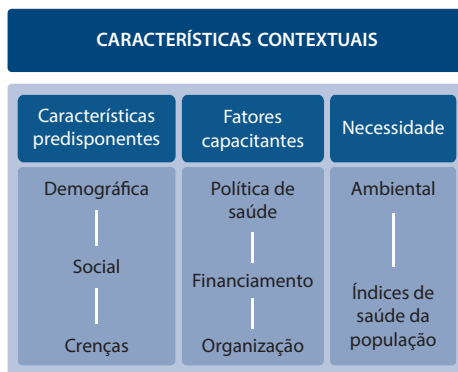 CARACTERÍSTICAS CONTEXTUAIS
Características
predisponentes
Demográfica
Social
Crenças
Fatores
capacitantes
Política de
saúde
Financiamento
Organização
Necessidade
Ambiental
Índices de
saúde da
população